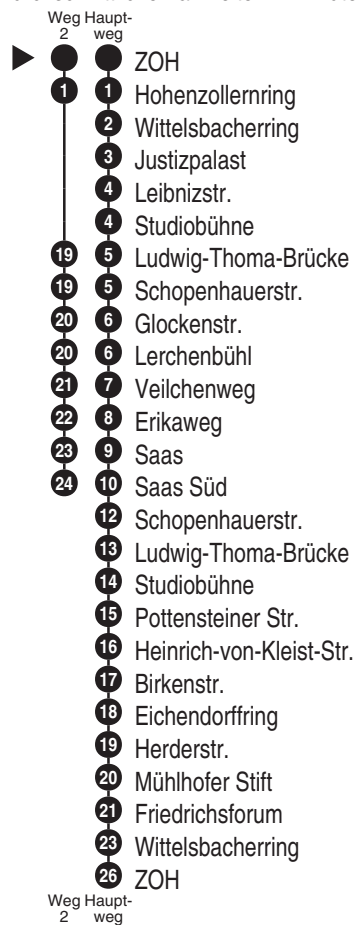 Weg Haupt-
2 weg
ZOH
1 1 Hohenzollernring
2 Wittelsbacherring
3 Justizpalast
4 Leibnizstr.
4 Studiobühne
19 5 Ludwig-Thoma-Brücke
19 5 Schopenhauerstr.
20 6 Glockenstr.
20 6 Lerchenbühl
21 7 Veilchenweg
22 8 Erikaweg
23 9 Saas
24 10 Saas Süd
12 Schopenhauerstr.
13 Ludwig-Thoma-Brücke
14 Studiobühne
15 Pottensteiner Str.
16 Heinrich-von-Kleist-Str.
17 Birkenstr.
18 Eichendorffring
19 Herderstr.
20 Mühlhofer Stift
21 Friedrichsforum
23 Wittelsbacherring
26 ZOH
Weg Haupt-
2 weg